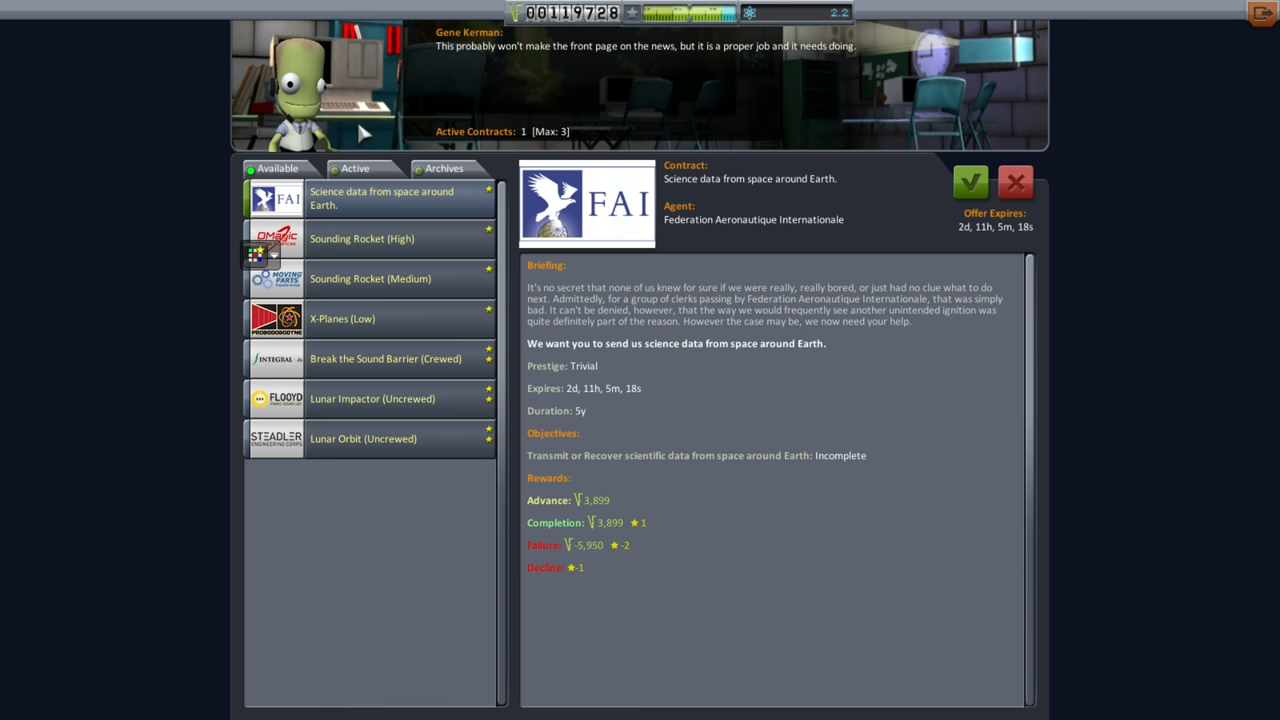 00119728
2.2
Gene Kerman:
This probably won't make the front page on the news, but it is a proper job and it needs doing.
Active Contracts: 1 [Max: 3]
Available
Active
Archives
FAI
Science data from space around
Earth.
DMagic
Sounding Rocket (High)
MOVING
PARTS
Sounding Rocket (Medium)
PROBODOBODYNE
X-Planes (Low)
INTEGRAL
Break the Sound Barrier (Crewed)
FLOOYD
Lunar Impactor (Uncrewed)
STEADLER
ENGINEERING CORPS
Lunar Orbit (Uncrewed)
FAI
Contract:
Science data from space around Earth.
Agent:
Federation Aeronautique Internationale
Offer Expires:
2d, 11h, 5m, 18s
Briefing:
It's no secret that none of us knew for sure if we were really, really bored, or just had no clue what to do
next. Admittedly, for a group of clerks passing by Federation Aeronautique Internationale, that was simply
bad. It can't be denied, however, that the way we would frequently see another unintended ignition was
quite definitely part of the reason. However the case may be, we now need your help.
We want you to send us science data from space around Earth.
Prestige: Trivial
Expires: 2d, 11h, 5m, 18s
Duration: 5y
Objectives:
Transmit or Recover scientific data from space around Earth: Incomplete
Rewards:
Advance: 3,899
Completion: 3,899 1
Failure: -5,950 -2
Decline: -1